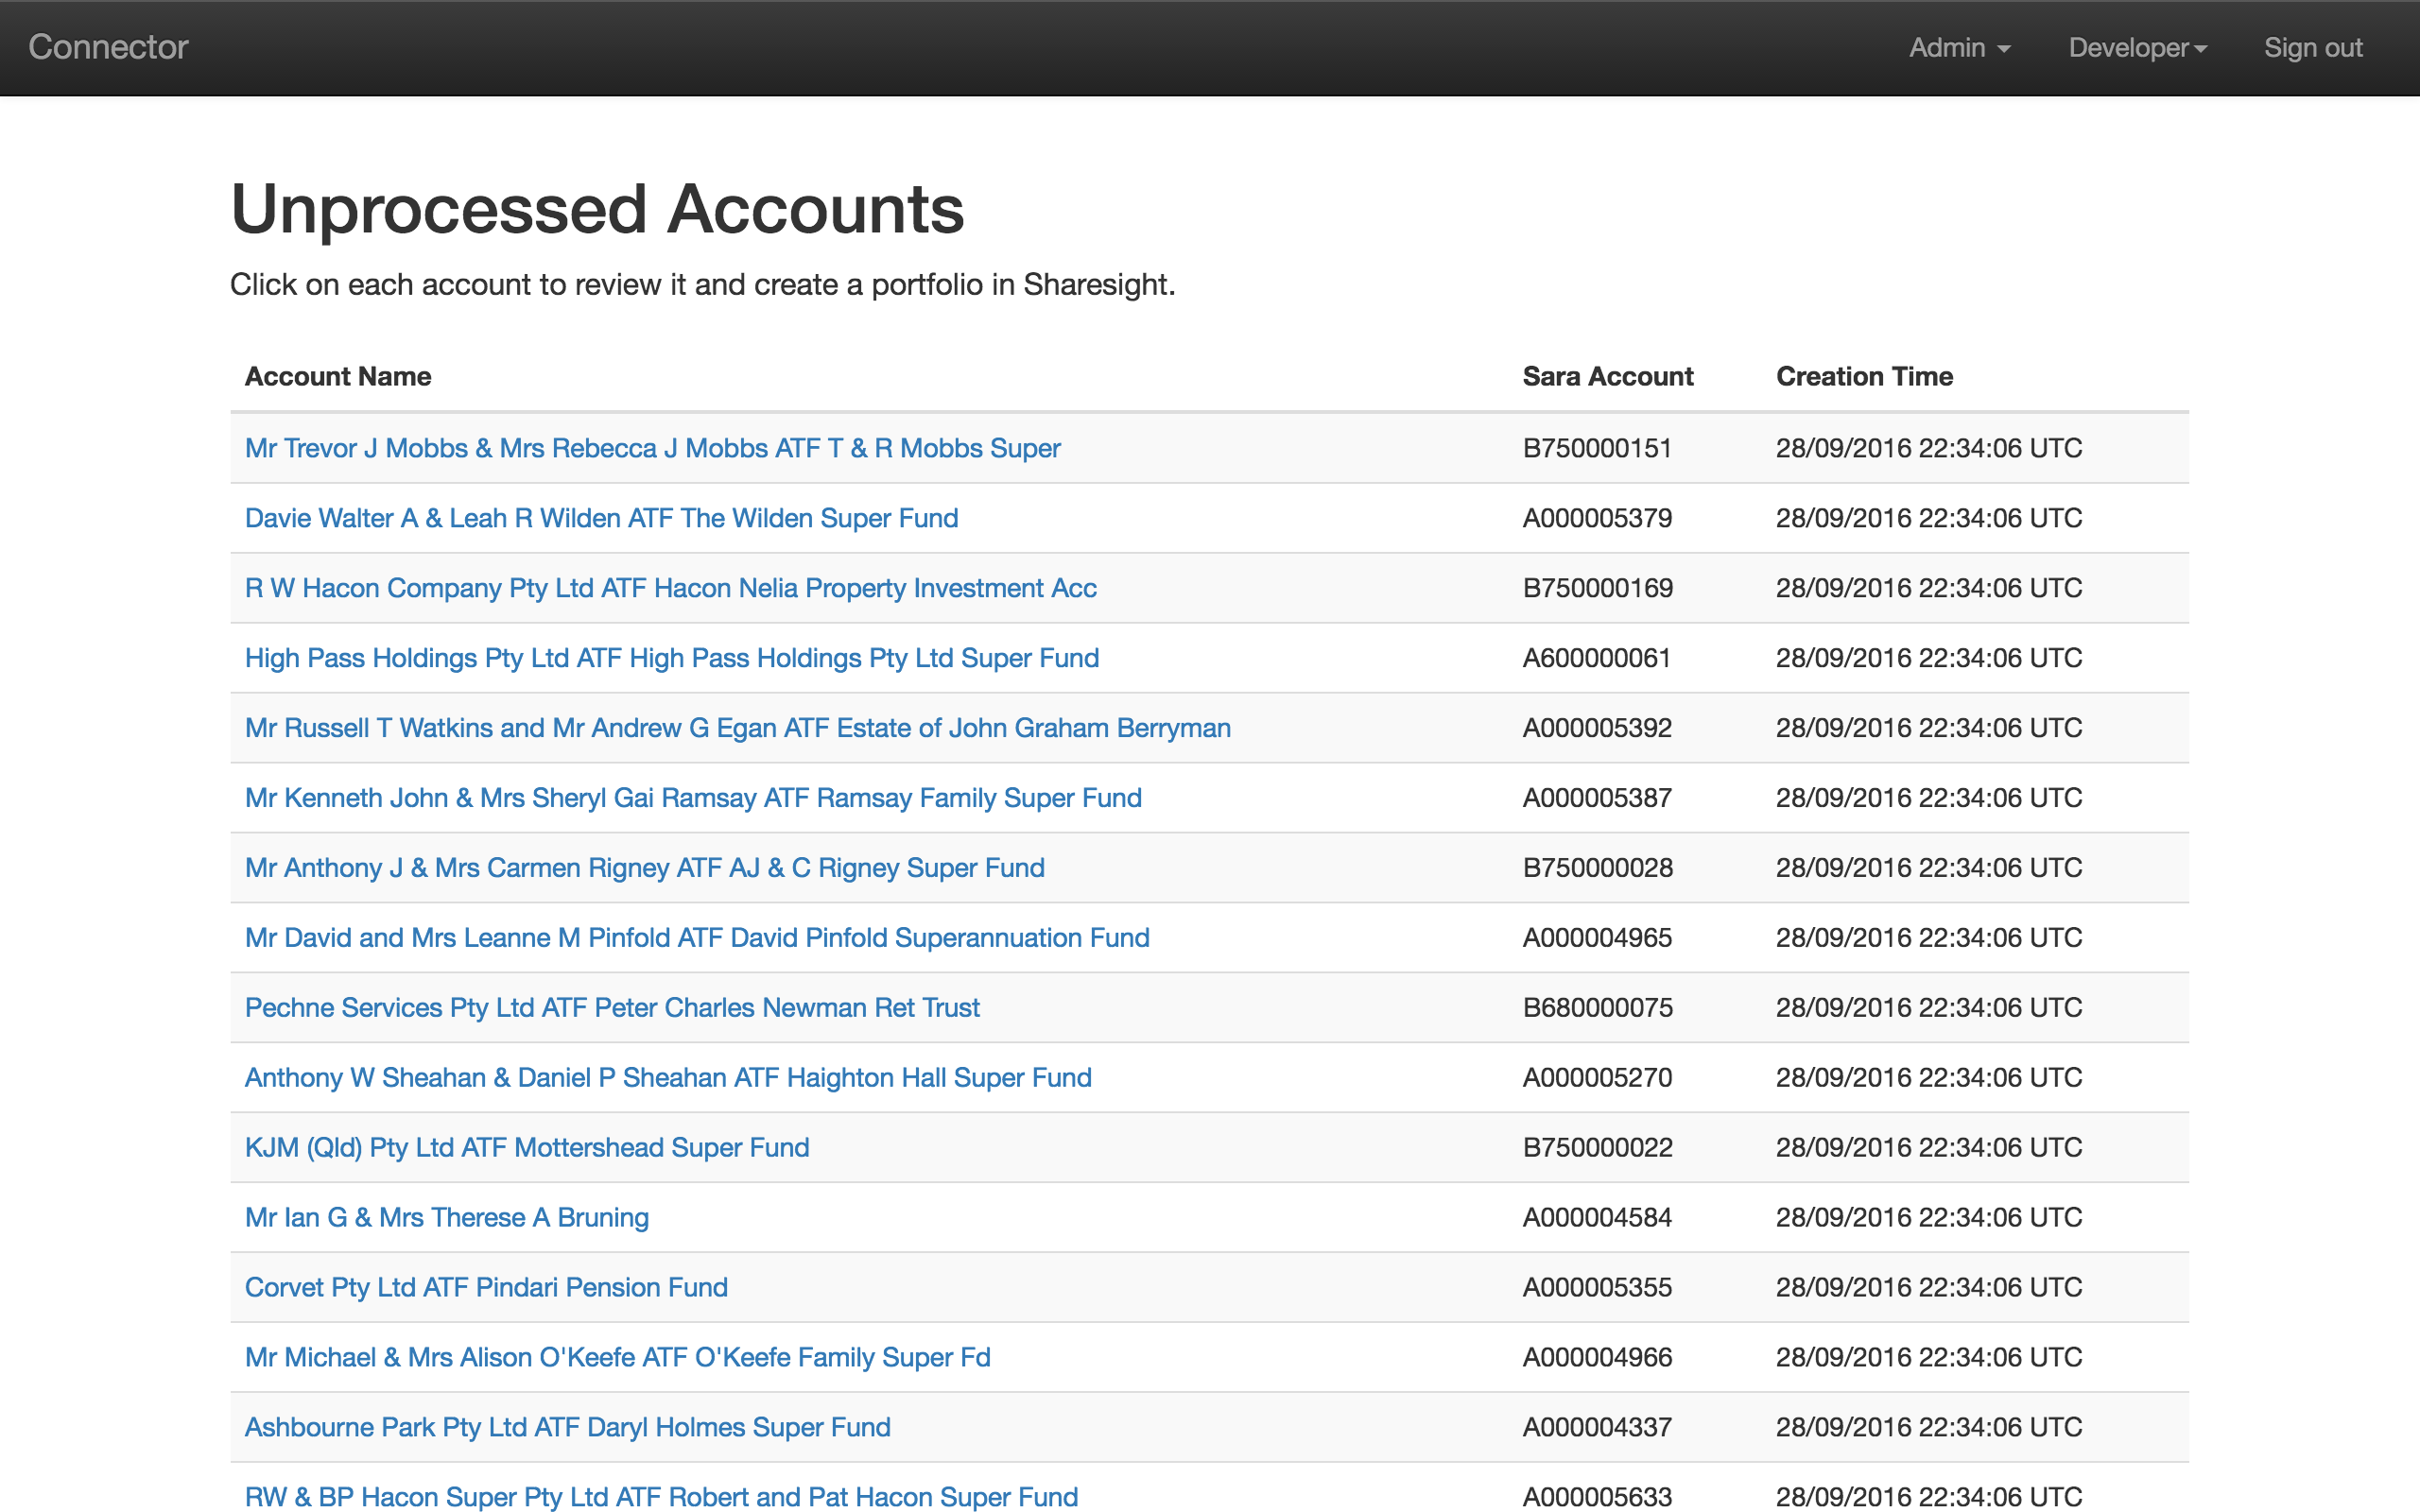 Connector Admin Developer Sign out
Unprocessed Accounts
Click on each account to review it and create a portfolio in Sharesight.
Account Name Sara Account Creation Time
Mr Trevor J Mobbs & Mrs Rebecca J Mobbs ATF T & R Mobbs Super B750000151 28/09/2016 22:34:06 UTC
Davie Walter A & Leah R Wilden ATF The Wilden Super Fund A000005379 28/09/2016 22:34:06 UTC
R W Hacon Company Pty Ltd ATF Hacon Nelia Property Investment Acc B750000169 28/09/2016 22:34:06 UTC
High Pass Holdings Pty Ltd ATF High Pass Holdings Pty Ltd Super Fund A600000061 28/09/2016 22:34:06 UTC
Mr Russell T Watkins and Mr Andrew G Egan ATF Estate of John Graham Berryman A000005392 28/09/2016 22:34:06 UTC
Mr Kenneth John & Mrs Sheryl Gai Ramsay ATF Ramsay Family Super Fund A000005387 28/09/2016 22:34:06 UTC
Mr Anthony J & Mrs Carmen Rigney ATF AJ & C Rigney Super Fund B750000028 28/09/2016 22:34:06 UTC
Mr David and Mrs Leanne M Pinfold ATF David Pinfold Superannuation Fund A000004965 28/09/2016 22:34:06 UTC
Pechne Services Pty Ltd ATF Peter Charles Newman Ret Trust B680000075 28/09/2016 22:34:06 UTC
Anthony W Sheahan & Daniel P Sheahan ATF Haighton Hall Super Fund A000005270 28/09/2016 22:34:06 UTC
KJM (Qld) Pty Ltd ATF Mottershead Super Fund B750000022 28/09/2016 22:34:06 UTC
Mr Ian G & Mrs Therese A Bruning A000004584 28/09/2016 22:34:06 UTC
Corvet Pty Ltd ATF Pindari Pension Fund A000005355 28/09/2016 22:34:06 UTC
Mr Michael & Mrs Alison O'Keefe ATF O'Keefe Family Super Fd A000004966 28/09/2016 22:34:06 UTC
Ashbourne Park Pty Ltd ATF Daryl Holmes Super Fund A000004337 28/09/2016 22:34:06 UTC
RW & BP Hacon Super Pty Ltd ATF Robert and Pat Hacon Super Fund A000005633 28/09/2016 22:34:06 UTC